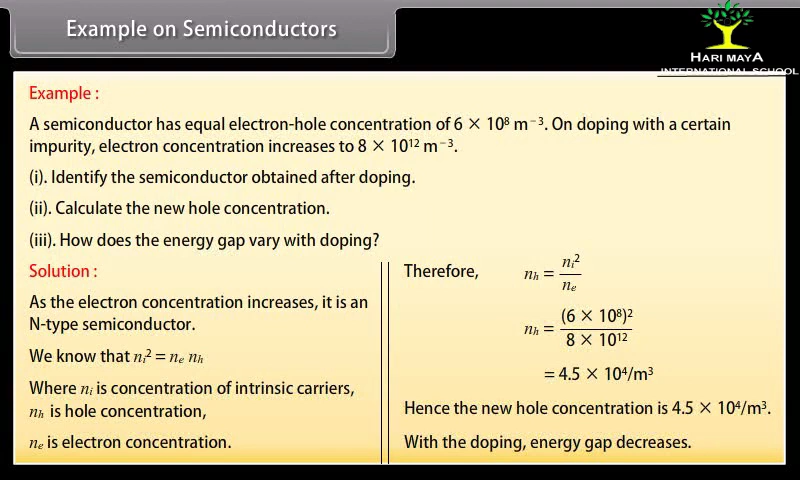 Example on Semiconductors
HARI MAYA
INTERNATIONAL SCHOOL
Example :
A semiconductor has equal electron-hole concentration of 6 × 10⁸ m⁻³. On doping with a certain
impurity, electron concentration increases to 8 × 10¹² m⁻³.
(i). Identify the semiconductor obtained after doping.
(ii). Calculate the new hole concentration.
(iii). How does the energy gap vary with doping?
Solution :
As the electron concentration increases, it is an
N-type semiconductor.
We know that nᵢ² = nₑ nₕ
Where nᵢ is concentration of intrinsic carriers,
nₕ is hole concentration,
nₑ is electron concentration.
Therefore, nₕ = nᵢ² / nₑ
nₕ = (6 × 10⁸)² / 8 × 10¹²
= 4.5 × 10⁴/m³
Hence the new hole concentration is 4.5 × 10⁴/m³.
With the doping, energy gap decreases.